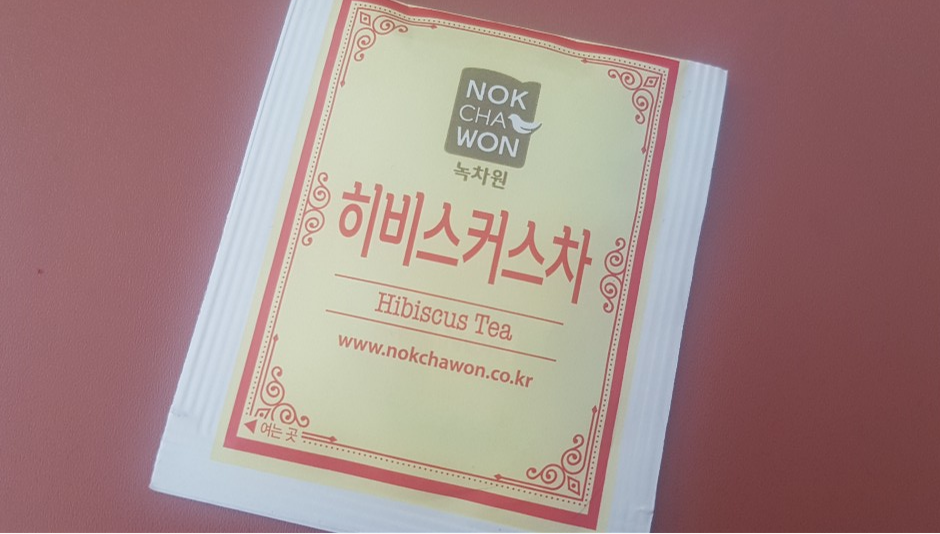 NOK
CHA
WON
녹차원
히비스커스차
Hibiscus Tea
www.nokchawon.co.kr
◀ 여는 곳